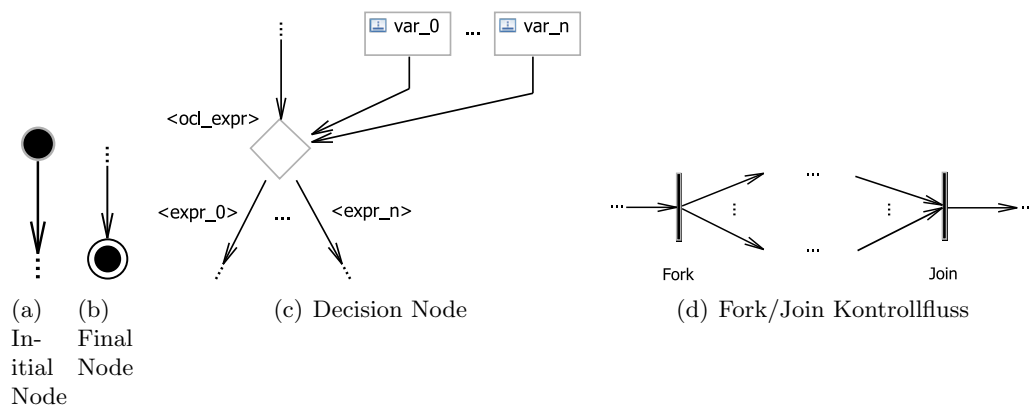 var_0 ... var_n
<ocl_expr>
<expr_0> ... <expr_n>
... ...
... ...
... ...
Fork Join
(a) In-itial Node
(b) Final Node
(c) Decision Node
(d) Fork/Join Kontrollfluss